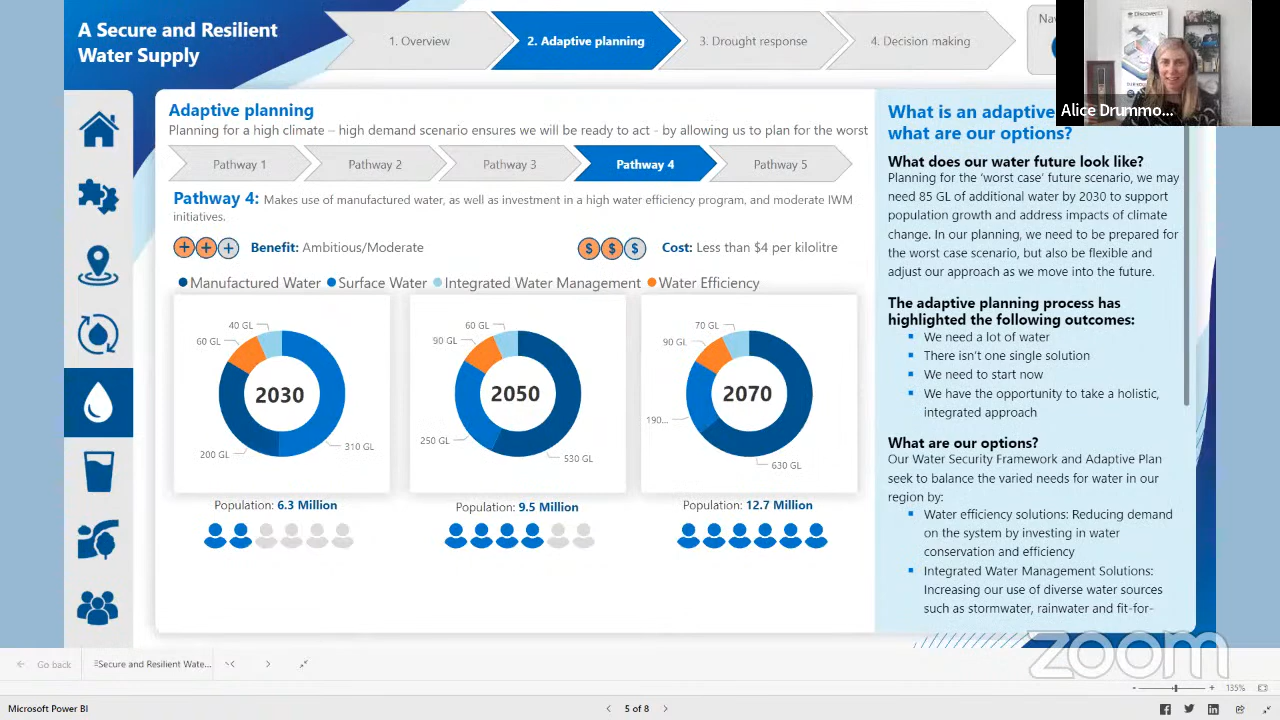 A Secure and Resilient
Water Supply
1. Overview
2. Adaptive planning
3. Drought response
4. Decision making
Alice Drummo...
Adaptive planning
Planning for a high climate – high demand scenario ensures we will be ready to act - by allowing us to plan for the worst
Pathway 1
Pathway 2
Pathway 3
Pathway 4
Pathway 5
Pathway 4: Makes use of manufactured water, as well as investment in a high water efficiency program, and moderate IWM
initiatives.
Benefit: Ambitious/Moderate
Cost: Less than $4 per kilolitre
Manufactured Water Surface Water Integrated Water Management Water Efficiency
40 GL
60 GL
2030
200 GL
310 GL
60 GL
90 GL
2050
250 GL
530 GL
70 GL
90 GL
2070
190...
630 GL
Population: 6.3 Million
Population: 9.5 Million
Population: 12.7 Million
What is an adaptive
what are our options?
What does our water future look like?
Planning for the ‘worst case’ future scenario, we may
need 85 GL of additional water by 2030 to support
population growth and address impacts of climate
change. In our planning, we need to be prepared for
the worst case scenario, but also be flexible and
adjust our approach as we move into the future.
The adaptive planning process has
highlighted the following outcomes:
We need a lot of water
There isn't one single solution
We need to start now
We have the opportunity to take a holistic,
integrated approach
What are our options?
Our Water Security Framework and Adaptive Plan
seek to balance the varied needs for water in our
region by:
Water efficiency solutions: Reducing demand
on the system by investing in water
conservation and efficiency
Integrated Water Management Solutions:
Increasing our use of diverse water sources
such as stormwater, rainwater and fit-for-
zoom
Go back
Secure and Resilient Wate...
135%
Microsoft Power BI
5 of 8